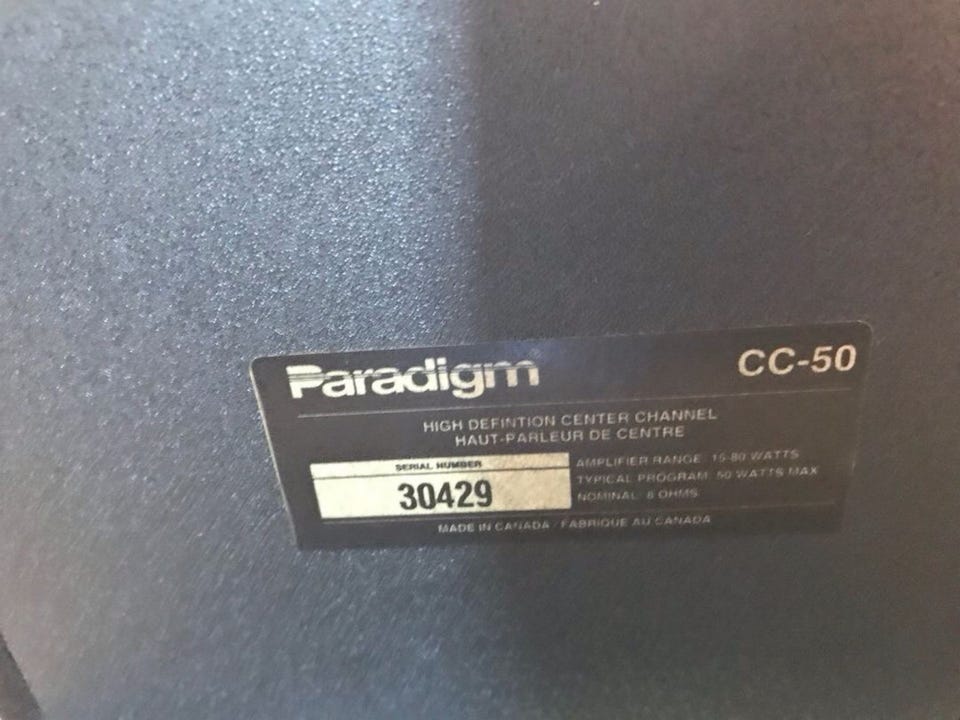 Paradigm® CC-50
HIGH DEFINTION CENTER CHANNEL
HAUT-PARLEUR DE CENTRE
SERIAL NUMBER
30429
AMPLIFIER RANGE: 15-80 WATTS
TYPICAL PROGRAM: 50 WATTS MAX
NOMINAL: 8 OHMS
MADE IN CANADA / FABRIQUE AU CANADA